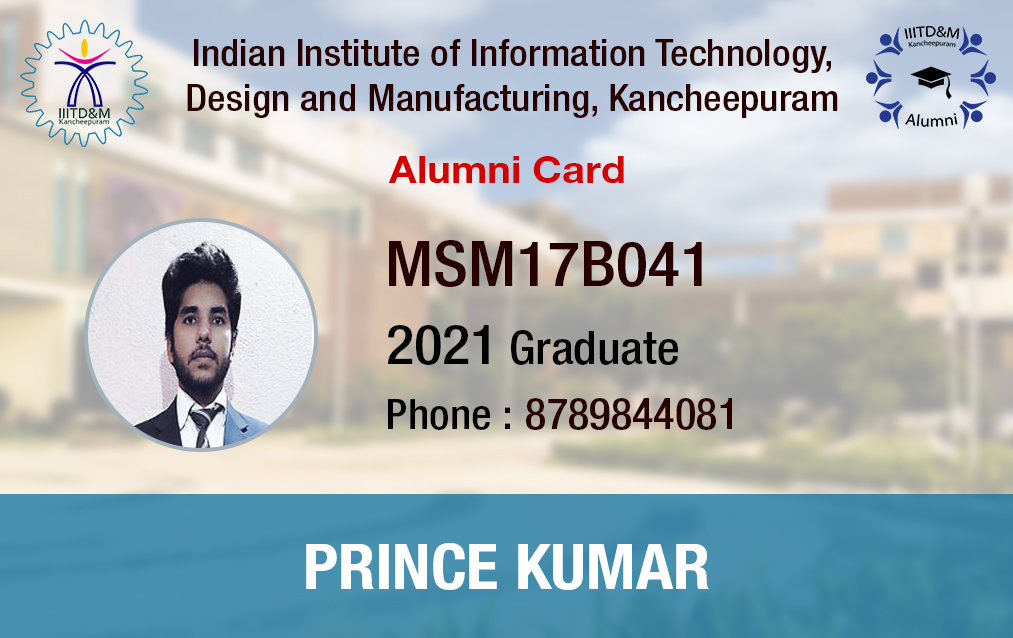 Indian Institute of Information Technology,
Design and Manufacturing, Kancheepuram
IIITD&M
Kancheepuram
IIITD&M
Kancheepuram
Alumni
Alumni Card
MSM17B041
2021 Graduate
Phone : 8789844081
PRINCE KUMAR